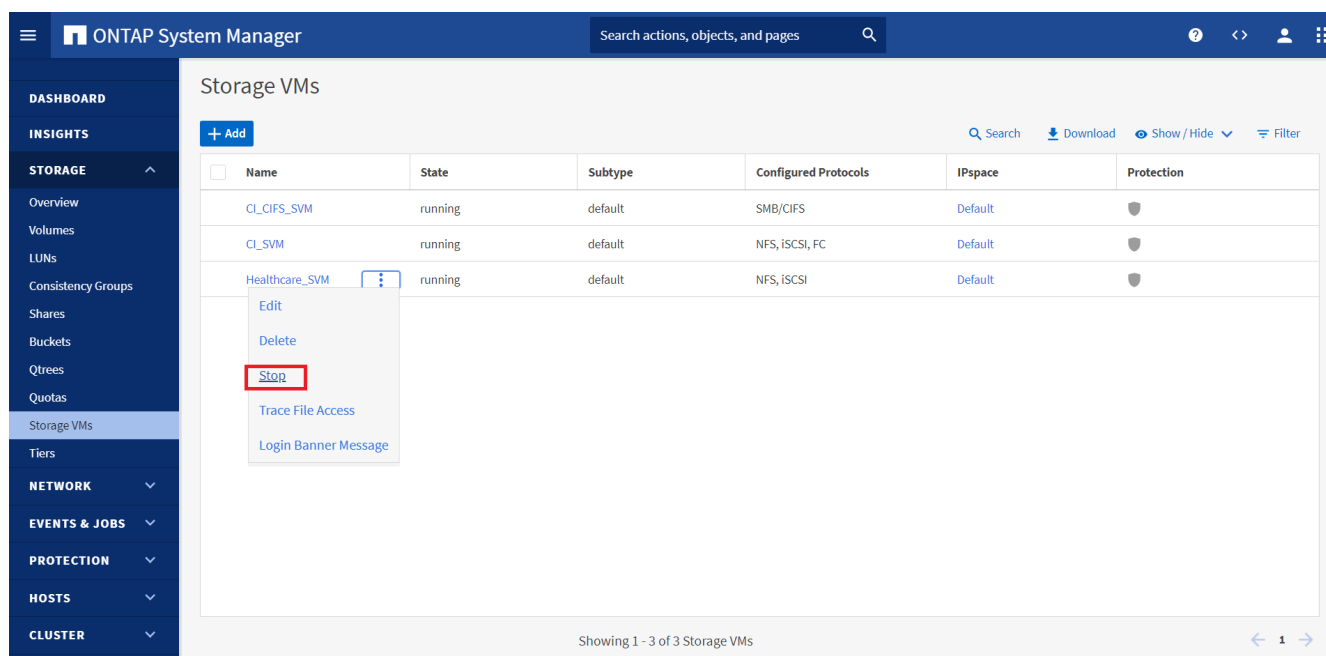 ONTAP System Manager
Search actions, objects, and pages
DASHBOARD
INSIGHTS
STORAGE
Overview
Volumes
LUNs
Consistency Groups
Shares
Buckets
Qtrees
Quotas
Storage VMs
Tiers
NETWORK
EVENTS & JOBS
PROTECTION
HOSTS
CLUSTER
Storage VMs
+ Add
Search Download Show / Hide Filter
Name State Subtype Configured Protocols IPspace Protection
CI_CIFS_SVM running default SMB/CIFS Default
CI_SVM running default NFS, iSCSI, FC Default
Healthcare_SVM running default NFS, iSCSI Default
Edit
Delete
Stop
Trace File Access
Login Banner Message
Showing 1 - 3 of 3 Storage VMs
1